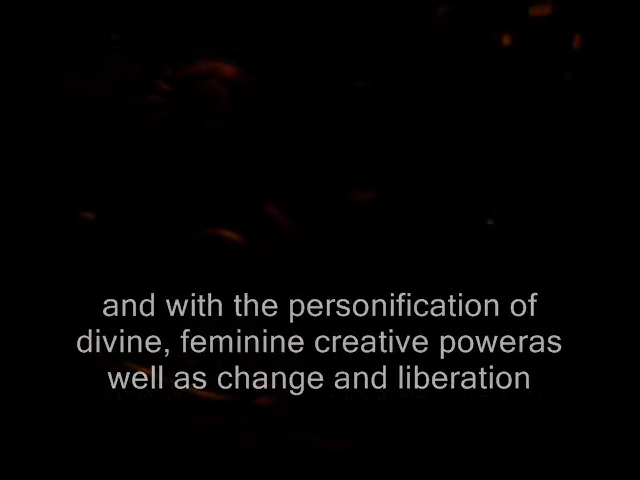 and with the personification of
divine, feminine creative poweras
well as change and liberation